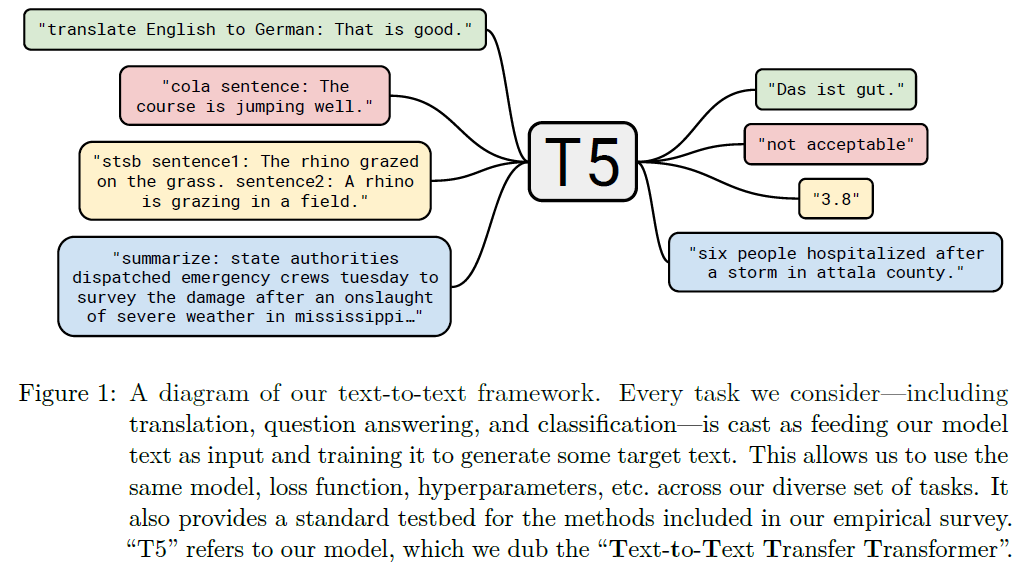 "translate English to German: That is good."
"cola sentence: The
course is jumping well."
"stsb sentence1: The rhino grazed
on the grass. sentence2: A rhino
is grazing in a field."
"summarize: state authorities
dispatched emergency crews tuesday to
survey the damage after an onslaught
of severe weather in mississippi…"
T5
"Das ist gut."
"not acceptable"
"3.8"
"six people hospitalized after
a storm in attala county."
Figure 1: A diagram of our text-to-text framework. Every task we consider—including
translation, question answering, and classification—is cast as feeding our model
text as input and training it to generate some target text. This allows us to use the
same model, loss function, hyperparameters, etc. across our diverse set of tasks. It
also provides a standard testbed for the methods included in our empirical survey.
“T5” refers to our model, which we dub the “Text-to-Text Transfer Transformer”.